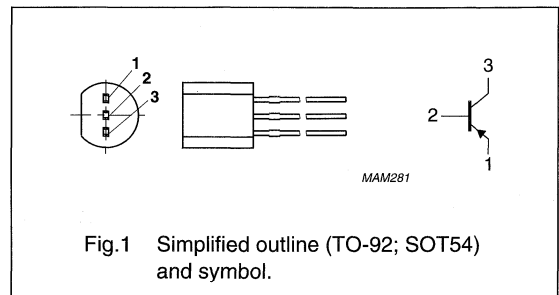 1
2
3
3
2
1
MAM281
Fig.1 Simplified outline (TO-92; SOT54)
and symbol.